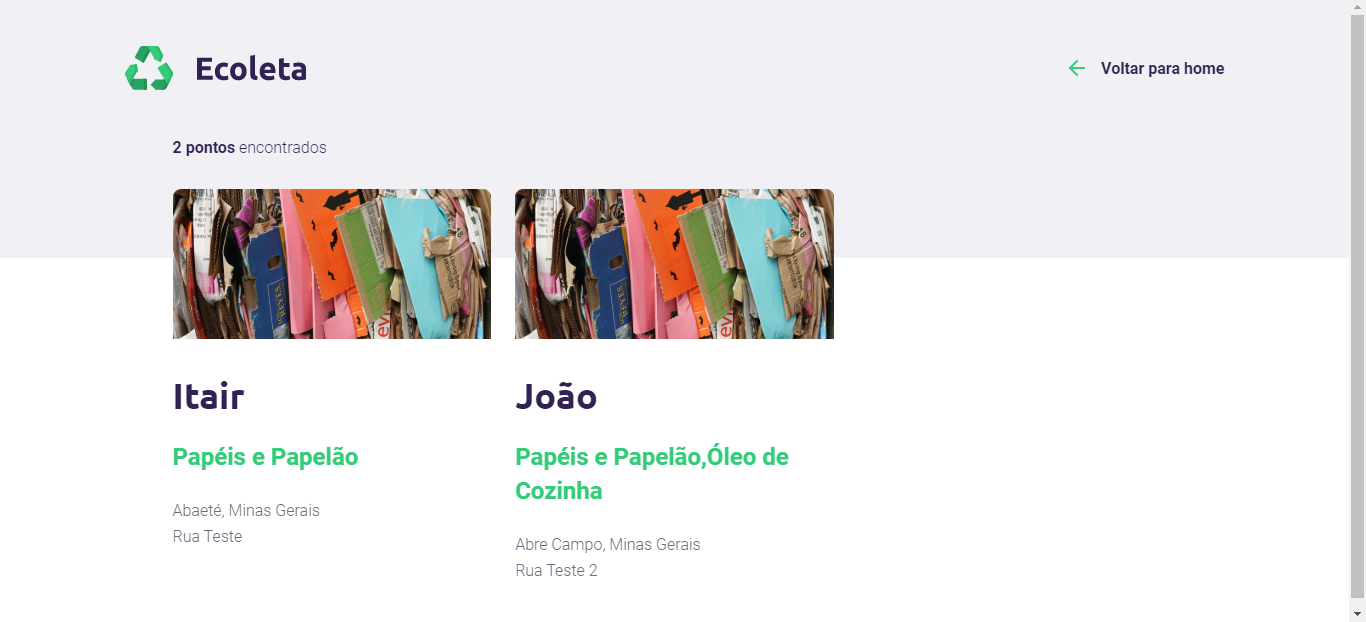 Ecoleta
Voltar para home
2 pontos encontrados
Itair
Papéis e Papelão
Abaeté, Minas Gerais
Rua Teste
João
Papéis e Papelão,Óleo de
Cozinha
Abre Campo, Minas Gerais
Rua Teste 2